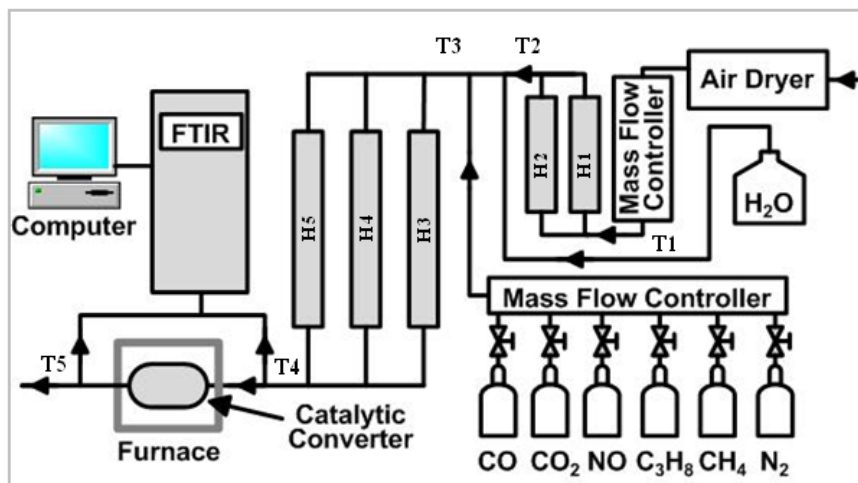 T3
T2
Air Dryer
Mass Flow
Controller
FTIR
H5
H4
H3
H2
H1
H₂O
Computer
T1
Mass Flow Controller
T5
T4
Catalytic
Converter
Furnace
CO
CO₂
NO
C₃H₈
CH₄
N₂